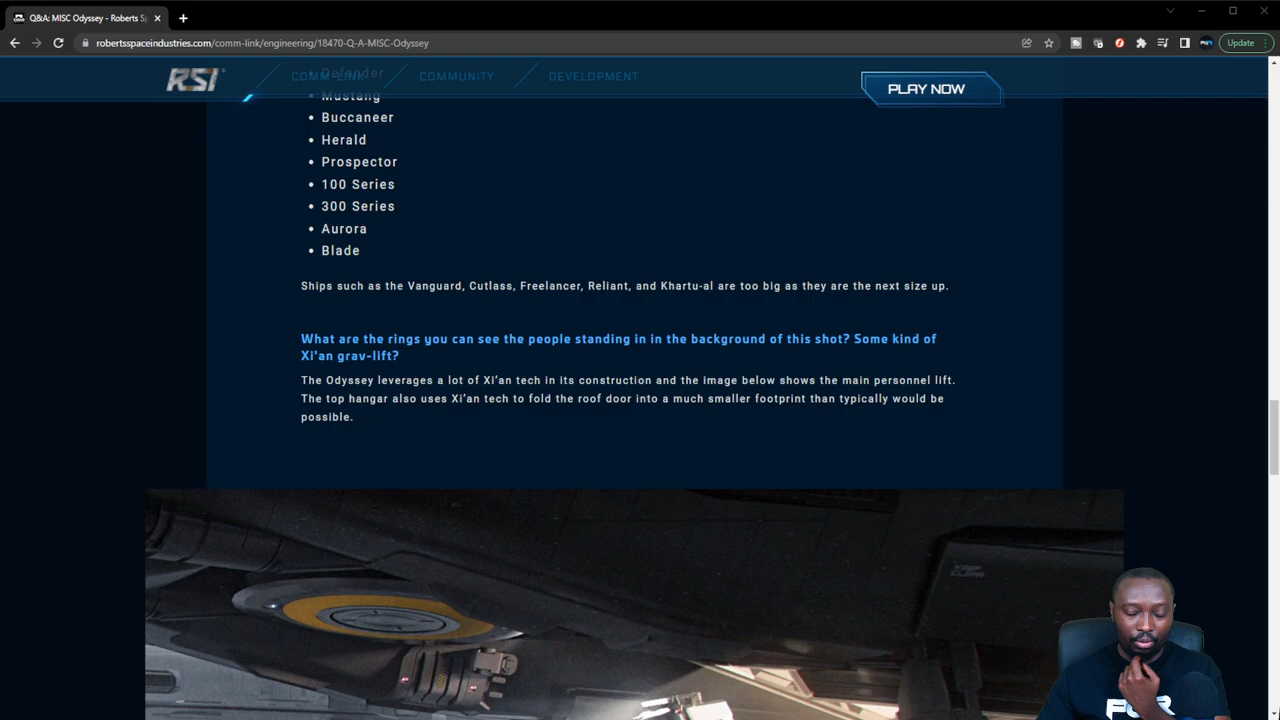 Q&A: MISC Odyssey - Roberts Sp
robertsspaceindustries.com/comm-link/engineering/18470-Q-A-MISC-Odyssey
Update
RSI
COMM-LINK
COMMUNITY
DEVELOPMENT
PLAY NOW
Defender
Mustang
Buccaneer
Herald
Prospector
100 Series
300 Series
Aurora
Blade
Ships such as the Vanguard, Cutlass, Freelancer, Reliant, and Khartu-al are too big as they are the next size up.
What are the rings you can see the people standing in in the background of this shot? Some kind of
Xi'an grav-lift?
The Odyssey leverages a lot of Xi'an tech in its construction and the image below shows the main personnel lift.
The top hangar also uses Xi'an tech to fold the roof door into a much smaller footprint than typically would be
possible.
KEEP
CLEAR